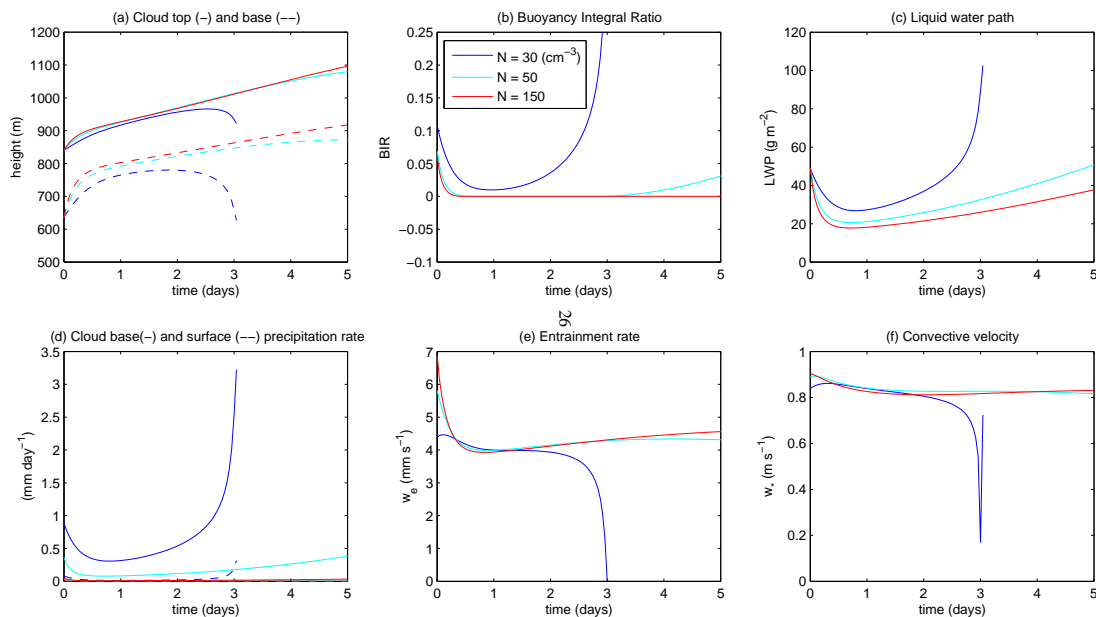 (a) Cloud top (-) and base (--)
1200
1100
1000
900
800
700
600
500
height (m)
0 1 2 3 4 5
time (days)
(b) Buoyancy Integral Ratio
0.25
0.2
0.15
0.1
0.05
0
−0.05
−0.1
BIR
N = 30 (cm⁻³)
N = 50
N = 150
0 1 2 3 4 5
time (days)
(c) Liquid water path
120
100
80
60
40
20
0
LWP (g m⁻²)
0 1 2 3 4 5
time (days)
26
(d) Cloud base(-) and surface (--) precipitation rate
3.5
3
2.5
2
1.5
1
0.5
0
(mm day⁻¹)
0 1 2 3 4 5
time (days)
(e) Entrainment rate
7
6
5
4
3
2
1
0
wₑ (mm s⁻¹)
0 1 2 3 4 5
time (days)
(f) Convective velocity
1
0.8
0.6
0.4
0.2
0
w* (m s⁻¹)
0 1 2 3 4 5
time (days)